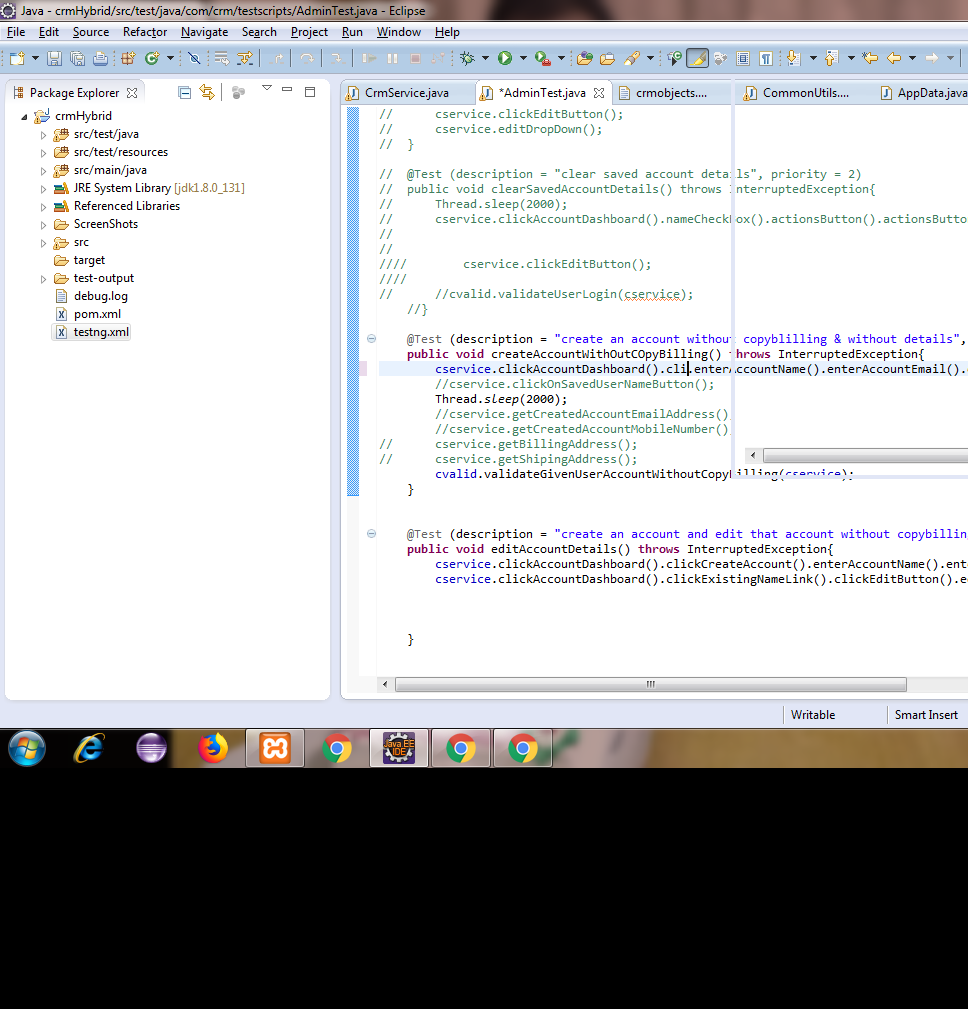 Java - crmHybrid/src/test/java/com/crm/testscripts/AdminTest.java - Eclipse
File Edit Source Refactor Navigate Search Project Run Window Help
Package Explorer
crmHybrid
src/test/java
src/test/resources
src/main/java
JRE System Library [jdk1.8.0_131]
Referenced Libraries
ScreenShots
src
target
test-output
debug.log
pom.xml
testng.xml
CrmService.java *AdminTest.java crmobjects.... CommonUtils.... AppData.java
// cservice.clickEditButton();
// cservice.editDropDown();
// }
// @Test (description = "clear saved account details", priority = 2)
// public void clearSavedAccountDetails() throws InterruptedException{
// Thread.sleep(2000);
// cservice.clickAccountDashboard().nameCheckBox().actionsButton().actionsButto
//
//
//// cservice.clickEditButton();
////
// //cvalid.validateUserLogin(cservice);
//}
@Test (description = "create an account without copyblilling & without details",
public void createAccountWithOutCOpyBilling() throws InterruptedException{
cservice.clickAccountDashboard().cli.enterAccountName().enterAccountEmail().
//cservice.clickOnSavedUserNameButton();
Thread.sleep(2000);
//cservice.getCreatedAccountEmailAddress()
//cservice.getCreatedAccountMobileNumber()
// cservice.getBillingAddress();
// cservice.getShipingAddress();
cvalid.validateGivenUserAccountWithoutCopyBilling(cservice);
}
@Test (description = "create an account and edit that account without copybillin
public void editAccountDetails() throws InterruptedException{
cservice.clickAccountDashboard().clickCreateAccount().enterAccountName().ent
cservice.clickAccountDashboard().clickExistingNameLink().clickEditButton().e
}
Writable Smart Insert
Java EE
IDE